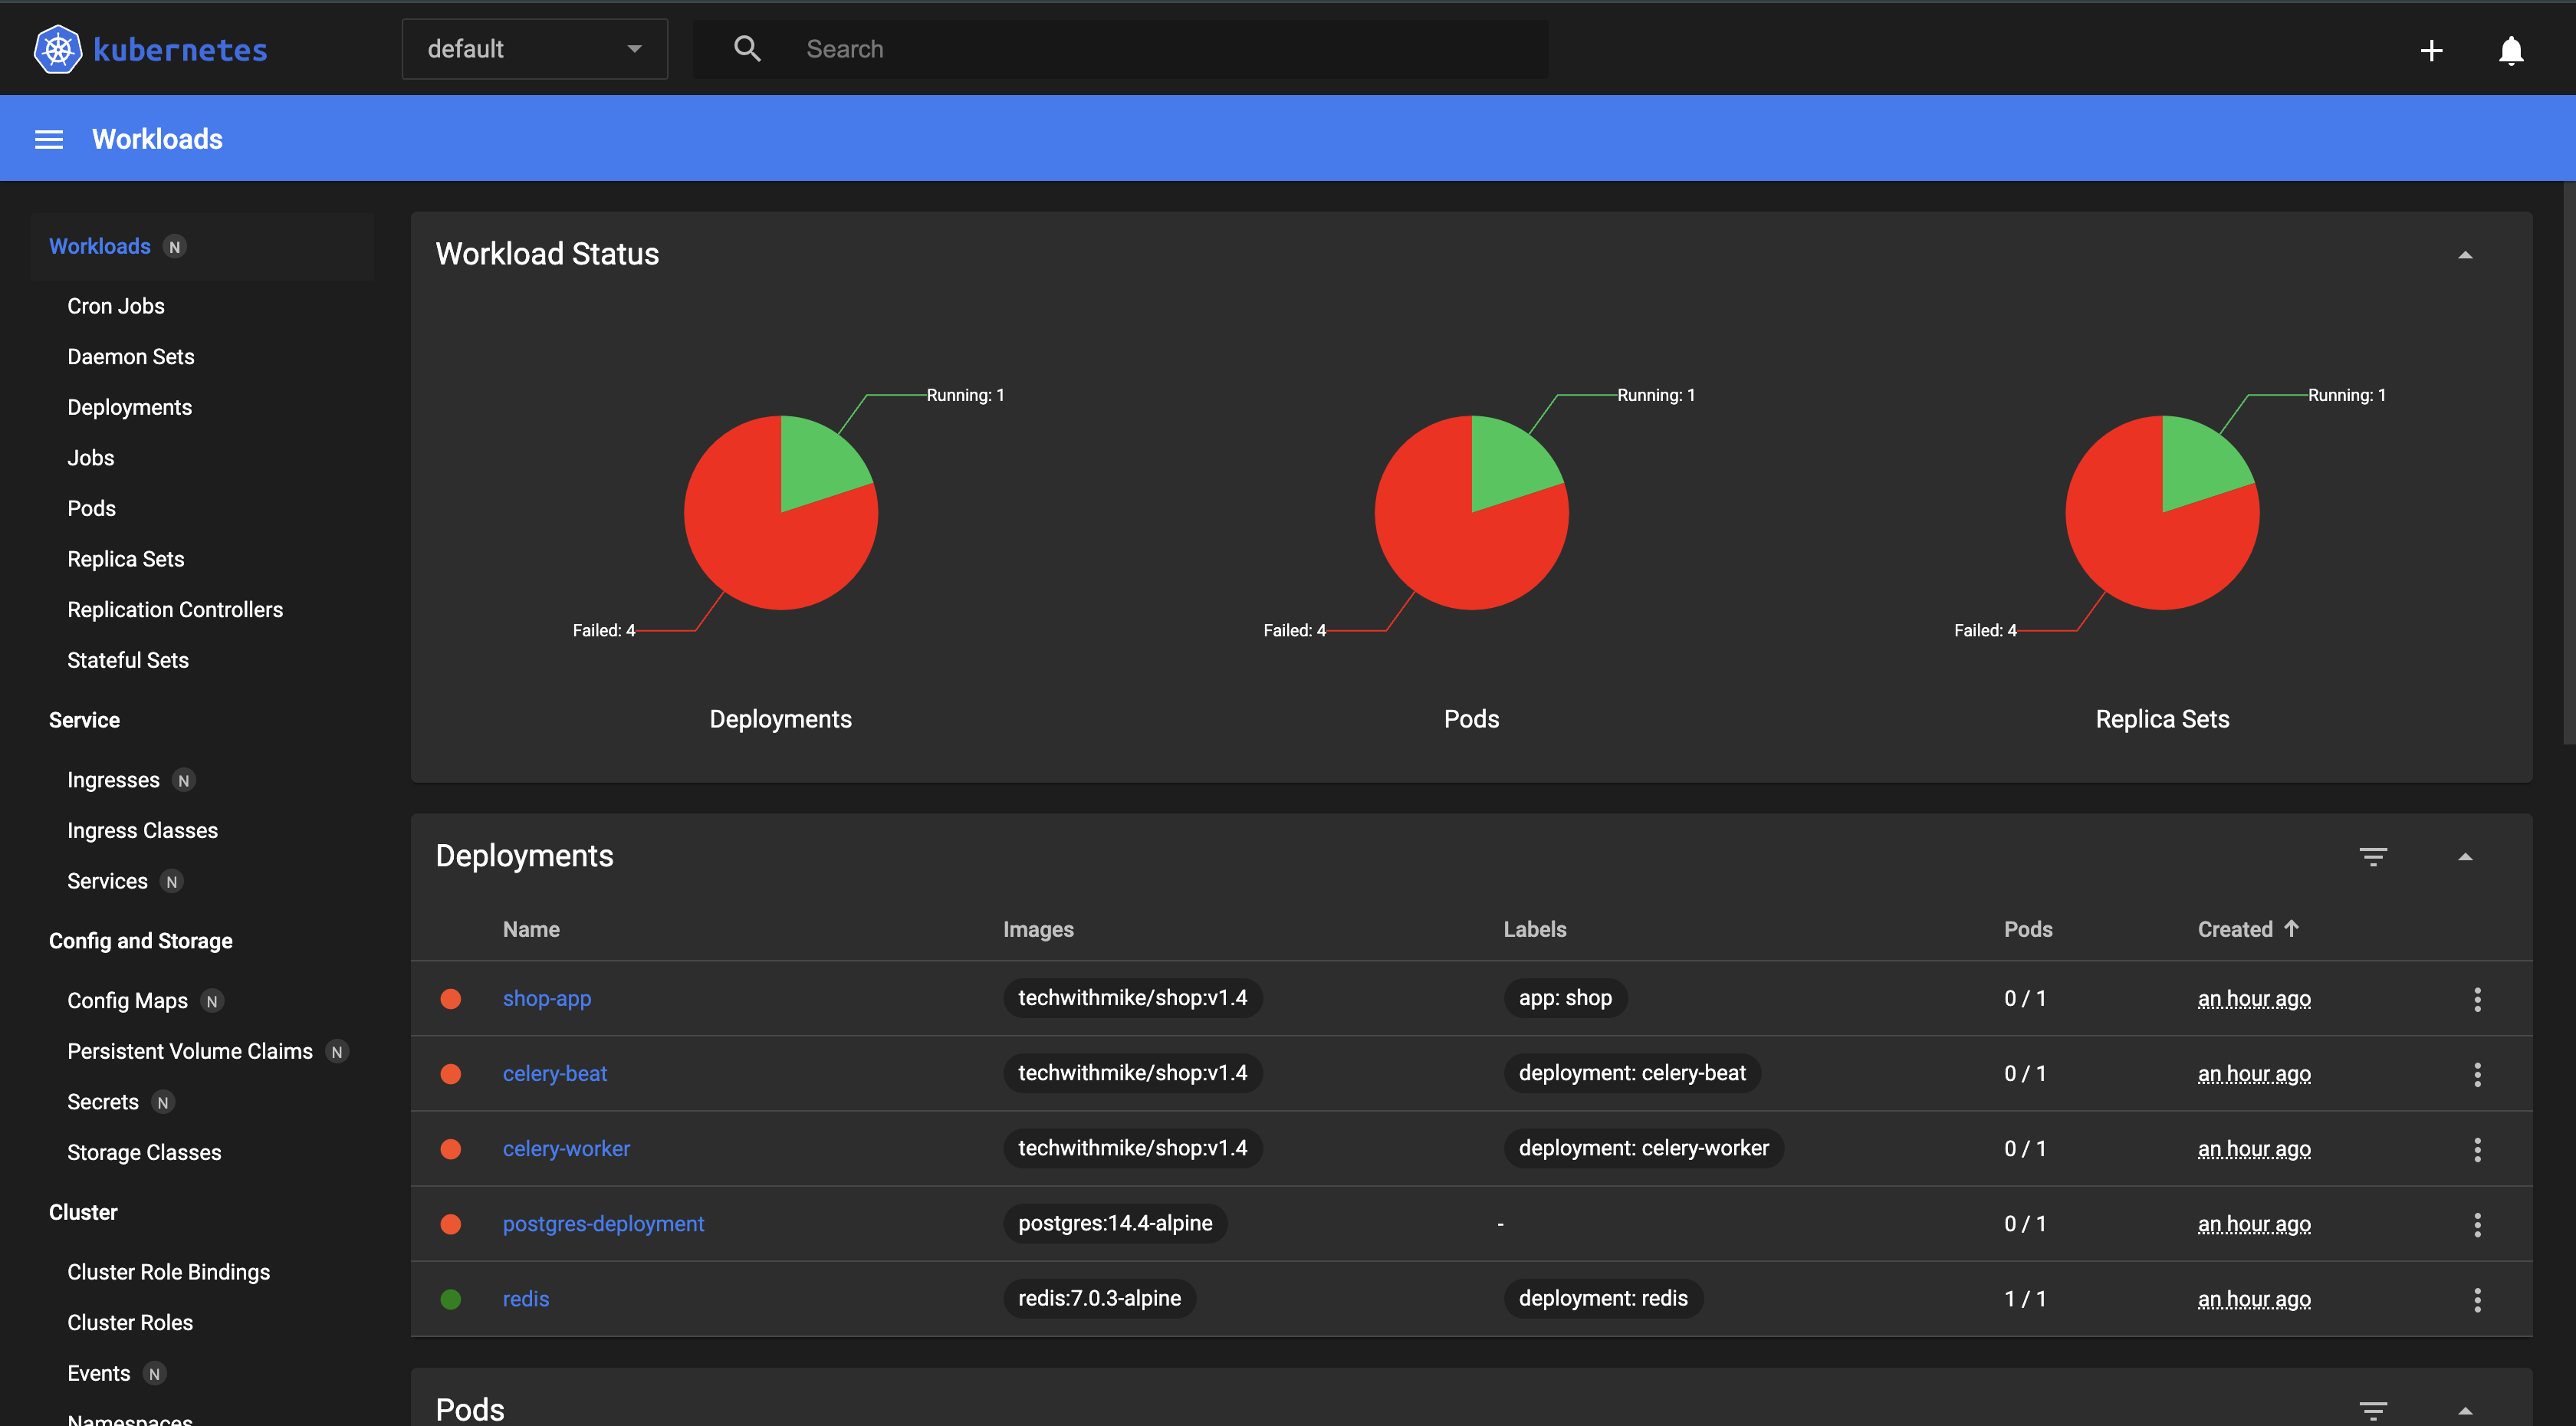 kubernetes
default
Search
Workloads
Workloads N
Cron Jobs
Daemon Sets
Deployments
Jobs
Pods
Replica Sets
Replication Controllers
Stateful Sets
Service
Ingresses N
Ingress Classes
Services N
Config and Storage
Config Maps N
Persistent Volume Claims N
Secrets N
Storage Classes
Cluster
Cluster Role Bindings
Cluster Roles
Events N
Namespaces
Workload Status
Running: 1
Failed: 4
Deployments
Running: 1
Failed: 4
Pods
Running: 1
Failed: 4
Replica Sets
Deployments
Name Images Labels Pods Created
shop-app techwithmike/shop:v1.4 app: shop 0 / 1 an hour ago
celery-beat techwithmike/shop:v1.4 deployment: celery-beat 0 / 1 an hour ago
celery-worker techwithmike/shop:v1.4 deployment: celery-worker 0 / 1 an hour ago
postgres-deployment postgres:14.4-alpine - 0 / 1 an hour ago
redis redis:7.0.3-alpine deployment: redis 1 / 1 an hour ago
Pods